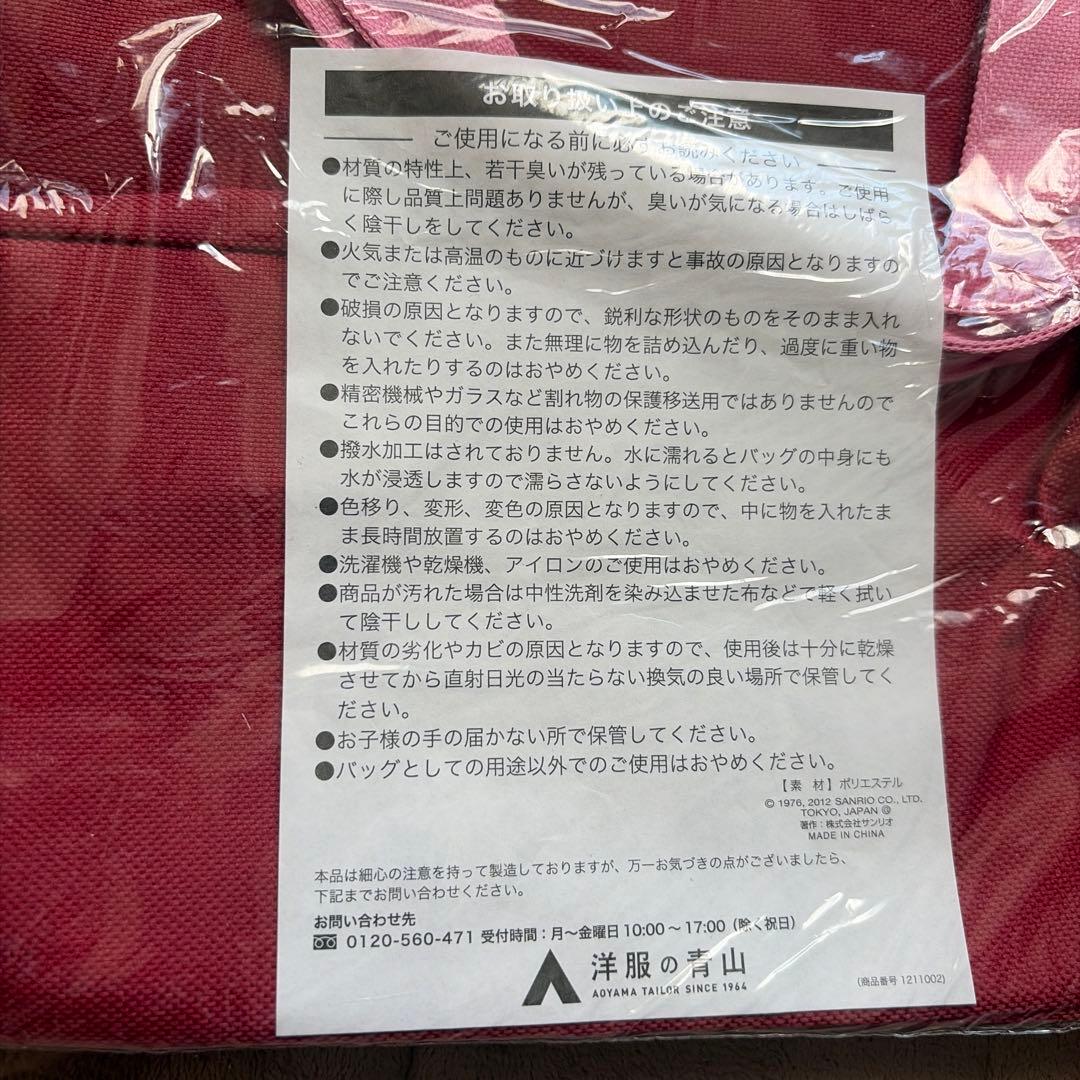 お取り扱い上のご注意
ご使用になる前に必ずお読みください
●材質の特性上、若干臭いが残っている場合があります。ご使用
に際し品質上問題ありませんが、臭いが気になる場合はしばら
く陰干しをしてください。
●火気または高温のものに近づけますと事故の原因となりますの
でご注意ください。
●破損の原因となりますので、鋭利な形状のものをそのまま入れ
ないでください。また無理に物を詰め込んだり、過度に重い物
を入れたりするのはおやめください。
●精密機械やガラスなど割れ物の保護移送用ではありませんので
これらの目的での使用はおやめください。
●撥水加工はされておりません。水に濡れるとバッグの中身にも
水が浸透しますので濡らさないようにしてください。
●色移り、変形、変色の原因となりますので、中に物を入れたま
ま長時間放置するのはおやめください。
●洗濯機や乾燥機、アイロンのご使用はおやめください。
●商品が汚れた場合は中性洗剤を染み込ませた布などで軽く拭い
て陰干ししてください。
●材質の劣化やカビの原因となりますので、使用後は十分に乾燥
させてから直射日光の当たらない換気の良い場所で保管してく
ださい。
●お子様の手の届かない所で保管してください。
●バッグとしての用途以外でのご使用はおやめください。
【素 材】ポリエステル
© 1976, 2012 SANRIO CO., LTD.
TOKYO, JAPAN Ⓛ
著作：株式会社サンリオ
MADE IN CHINA
本品は細心の注意を持って製造しておりますが、万一お気づきの点がございましたら、
下記までお問い合わせください。
お問い合わせ先
0120-560-471 受付時間：月〜金曜日 10:00 〜 17:00（除く祝日）
洋服の青山
AOYAMA TAILOR SINCE 1964
(商品番号 1211002)